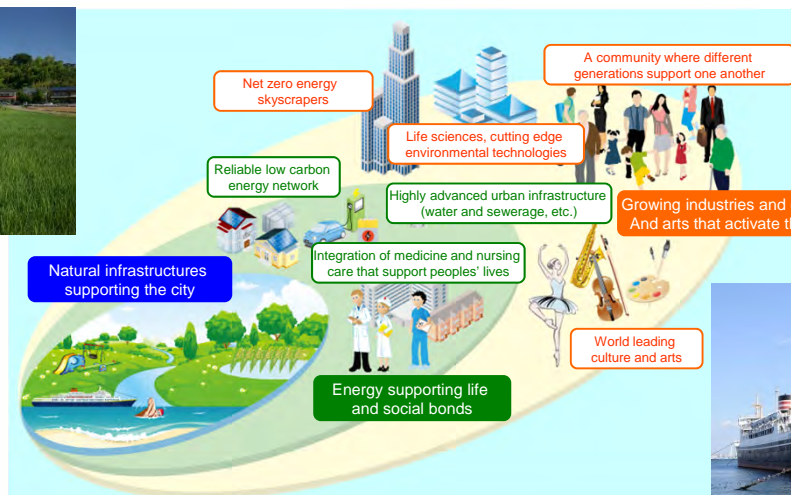 A community where different
generations support one another
Net zero energy
skyscrapers
Life sciences, cutting edge
environmental technologies
Reliable low carbon
energy network
Highly advanced urban infrastructure
(water and sewerage, etc.)
Growing industries and
And arts that activate
Integration of medicine and nursing
care that support peoples’ lives
Natural infrastructures
supporting the city
World leading
culture and arts
Energy supporting life
and social bonds